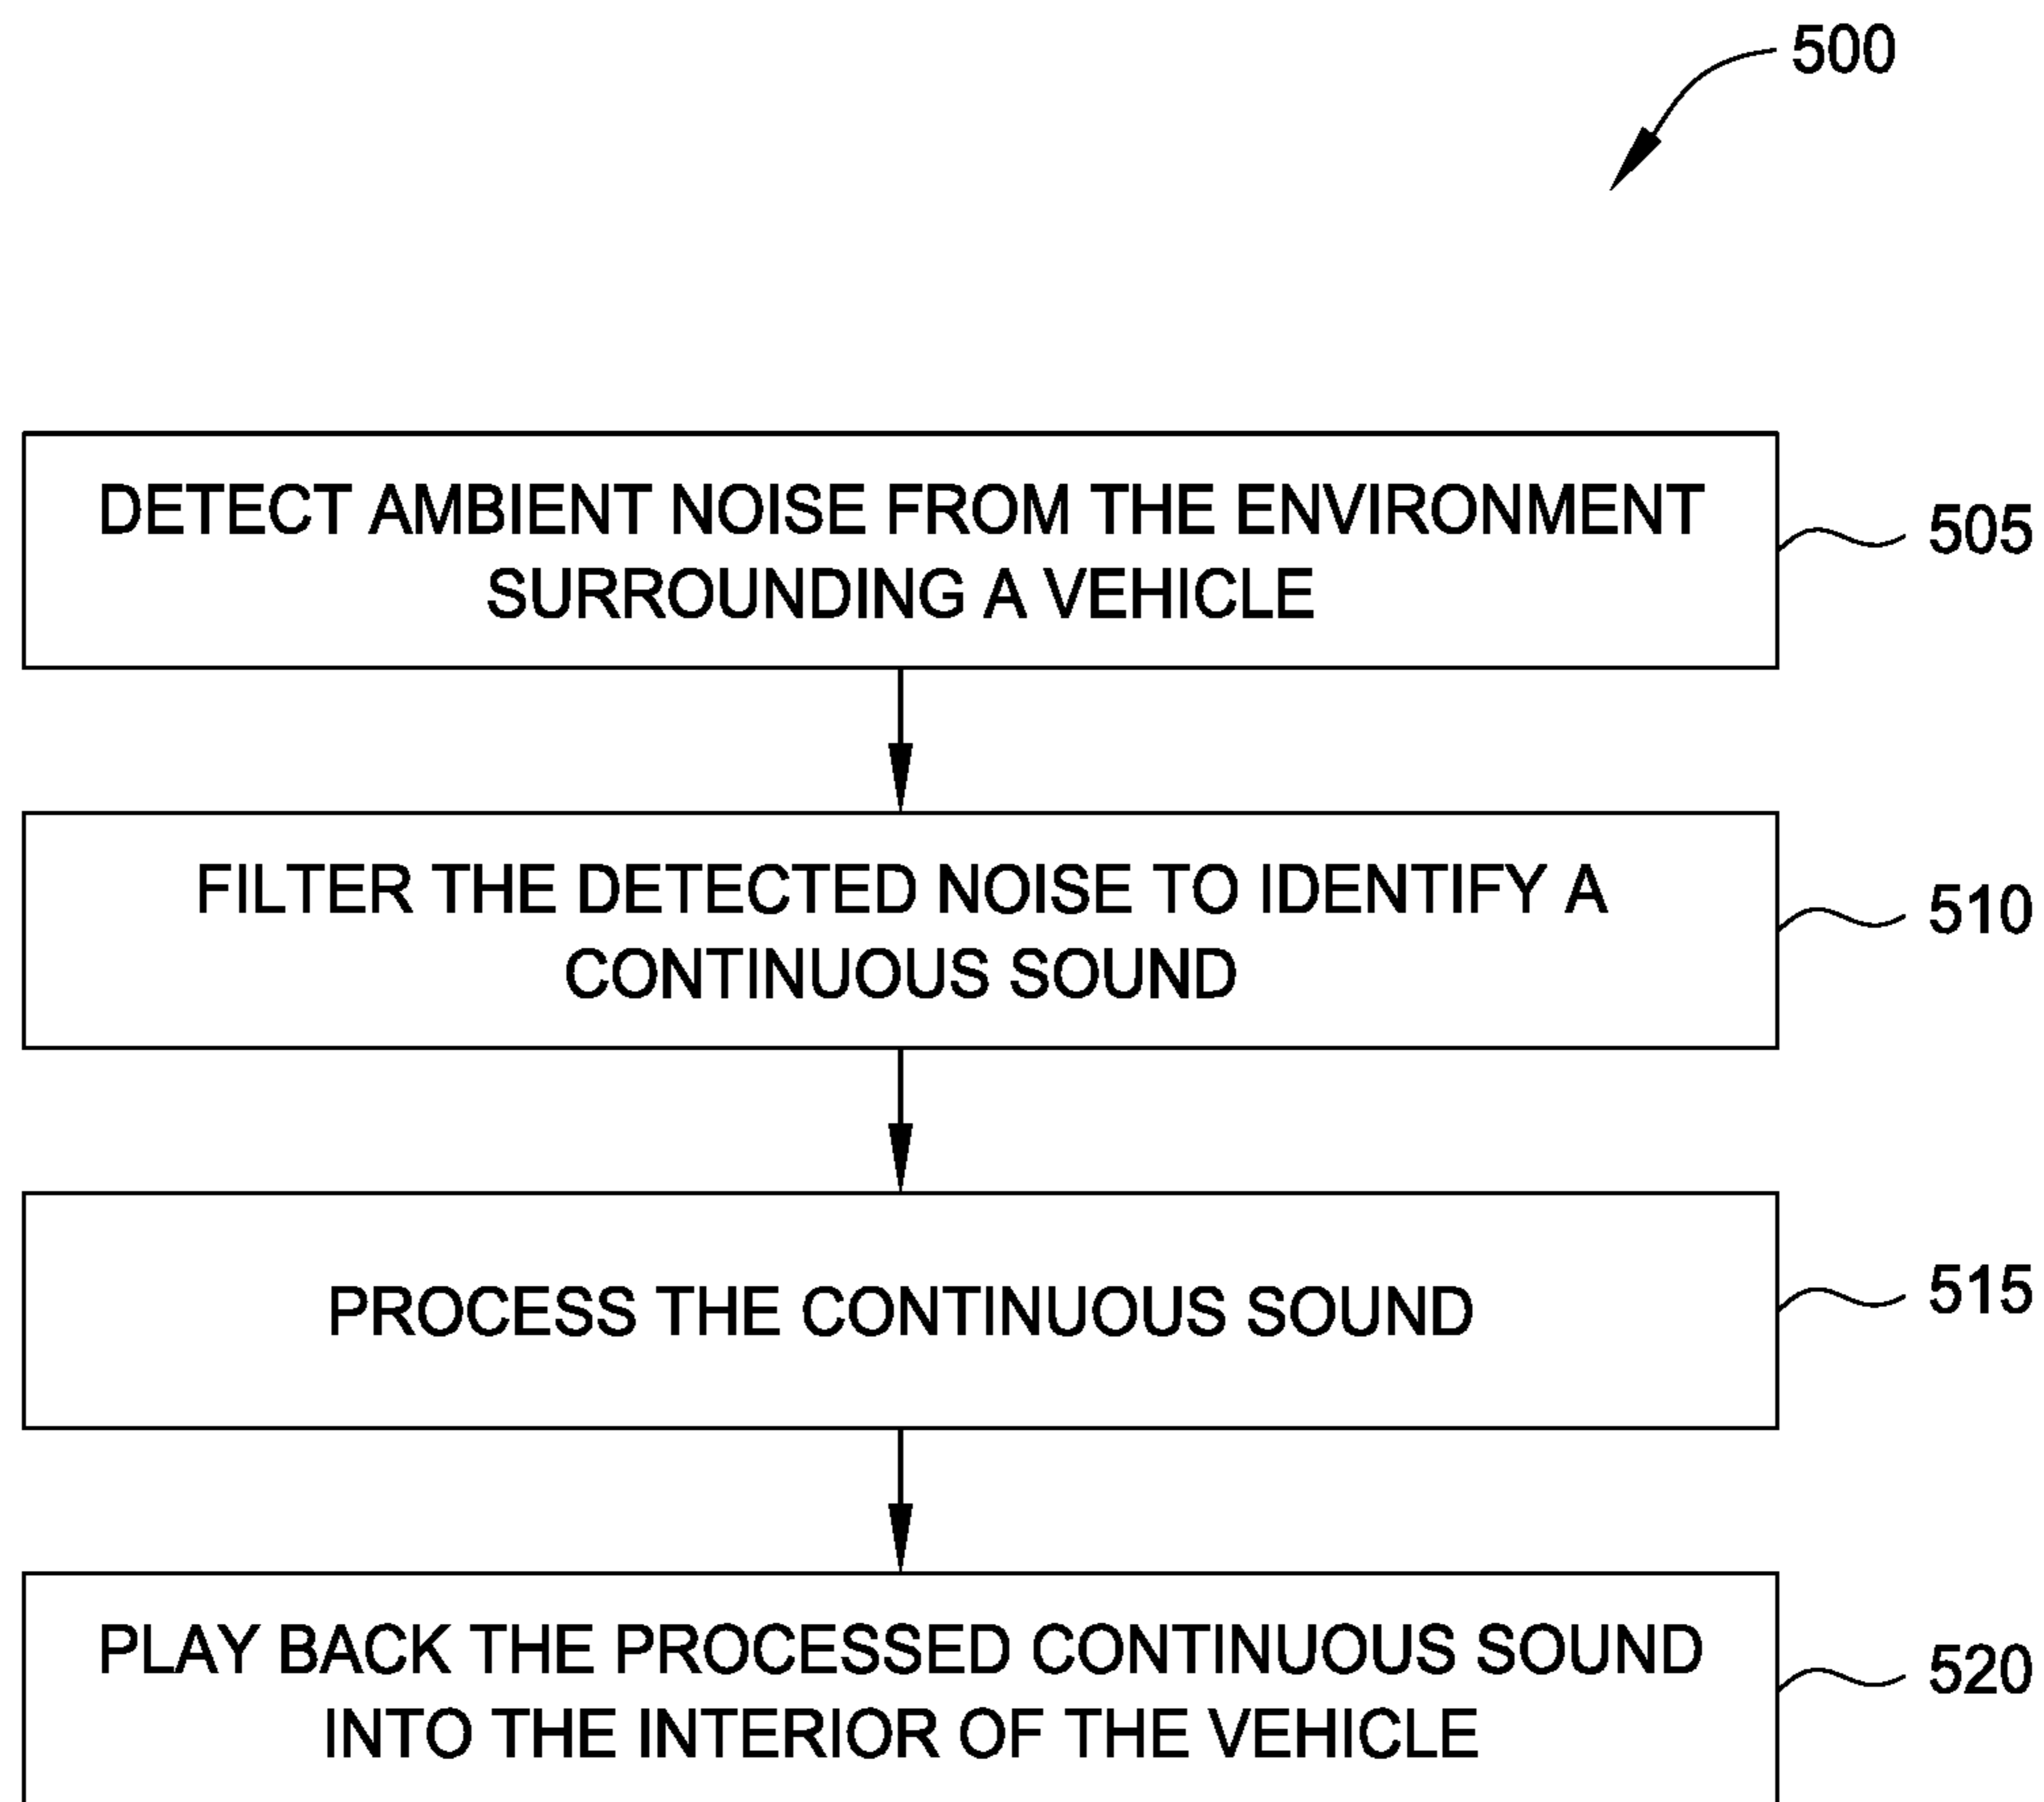 500
DETECT AMBIENT NOISE FROM THE ENVIRONMENT
SURROUNDING A VEHICLE
505
FILTER THE DETECTED NOISE TO IDENTIFY A
CONTINUOUS SOUND
510
PROCESS THE CONTINUOUS SOUND
515
PLAY BACK THE PROCESSED CONTINUOUS SOUND
INTO THE INTERIOR OF THE VEHICLE
520